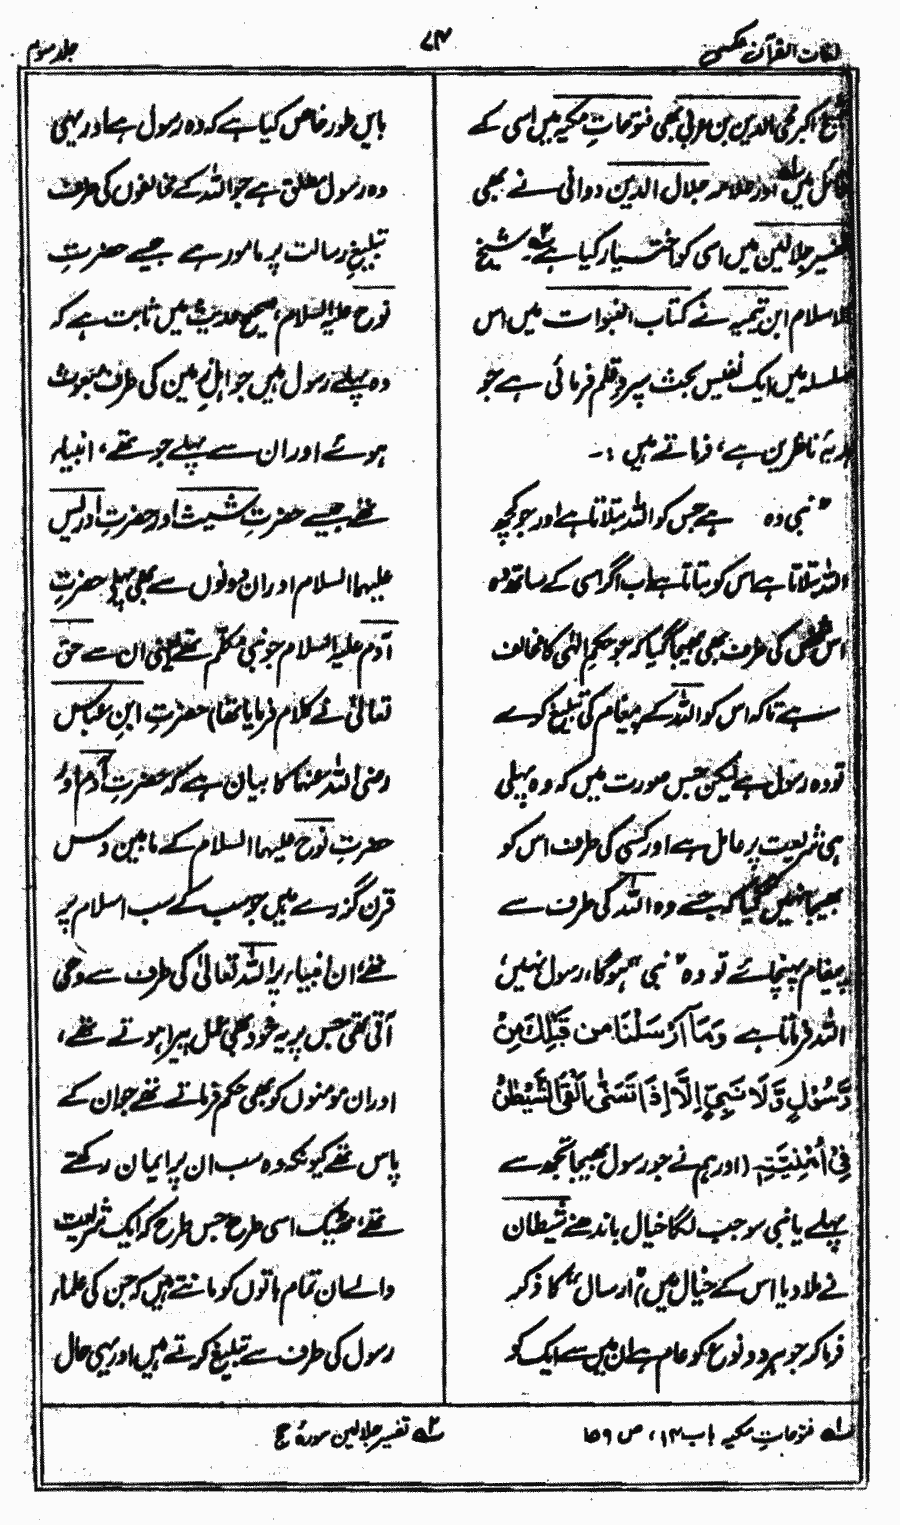 لغات القرآن عکسی
۷۴
جلد سوم
شیخ اکبر محی الدین بن عربی بھی فتوحاتِ مکیہ میں اسی کے
قائل ہیں اور علامہ جلال الدین دوانی نے بھی
تفسیر جلالین میں اسی کو اختیار کیا ہے ۲؎ شیخ
الاسلام ابن تیمیہ نے کتاب النبوات میں اس
سلسلہ میں ایک نفیس بحث سپردِ قلم فرمائی ہے جو
ہدیۂ ناظرین ہے، فرماتے ہیں :۔
"نبی وہ ہے جس کو اللہ بتلاتا ہے اور جو کچھ
اللہ بتلاتا ہے اس کو بتاتا ہے اب اگر اسی کے ساتھ وہ
اس شخص کی طرف بھی بھیجا گیا کہ جو حکمِ الٰہی کا مخالف
ہے تاکہ اس کو اللہ کے پیغام کی تبلیغ کر دے
تو وہ رسول ہے لیکن جس صورت میں کہ وہ پہلی
ہی شریعت پر عامل ہے اور کسی کی طرف اس کو
بھیجا نہیں گیا کہ جسے وہ اللہ کی طرف سے
پیغام پہنچائے تو وہ "نبی" ہوگا، رسول نہیں،
اللہ فرماتا ہے وَمَا اَرْسَلْنَا مِنْ قَبْلِكَ مِنْ
رَّسُوْلٍ وَّلَا نَبِیٍّ اِلَّا اِذَا تَمَنّٰی اَلْقَی الشَّیْطٰنُ
فِیْ اُمْنِیَّتِہٖ (اور ہم نے جو رسول بھیجا تجھ سے
پہلے یا نبی سو جب لگا خیال باندھنے شیطان
نے ملا دیا اس کے خیال میں) "ارسال" کا ذکر
فرما کر جو ہر دو نوع کو عام ہے ان میں سے ایک کو
۱؎ فتوحاتِ مکیہ باب ۱۴، ص ۱۵۹
باس طور خاص کیا ہے کہ وہ رسول ہے اور یہی
وہ رسول مطلق ہے جو اللہ کے مخالفوں کی طرف
تبلیغِ رسالت پر مامور ہے جیسے حضرتِ
نوح علیہ السلام، صحیح حدیث میں ثابت ہے کہ
وہ پہلے رسول ہیں جو اہلِ زمین کی طرف مبعوث
ہوئے اور ان سے پہلے جو تھے، انبیاء
تھے جیسے حضرتِ شیث اور حضرتِ ادریس
علیہما السلام اور ان دونوں سے بھی پہلے حضرتِ
آدم علیہ السلام جو نبی مکلّم تھے یعنی ان سے حق
تعالیٰ نے کلام فرمایا تھا) حضرتِ ابنِ عباس
رضی اللہ عنہما کا بیان ہے کہ حضرتِ آدم اور
حضرتِ نوح علیہما السلام کے مابین دس
قرن گزرے ہیں جو سب کے سب اسلام پر
تھے، ان انبیاء پر اللہ تعالیٰ کی طرف سے وحی
آتی تھی جس پر یہ خود بھی عمل پیرا ہوتے تھے،
اور ان مومنوں کو بھی حکم فرماتے تھے جو ان کے
پاس تھے کیونکہ وہ سب ان پر ایمان رکھتے
تھے، ٹھیک اسی طرح جس طرح کہ ایک شریعت
والے ان تمام باتوں کو مانتے ہیں کہ جن کی علماء
رسول کی طرف سے تبلیغ کرتے ہیں اور یہی حال
۲؎ تفسیر جلالین سورۂ حج